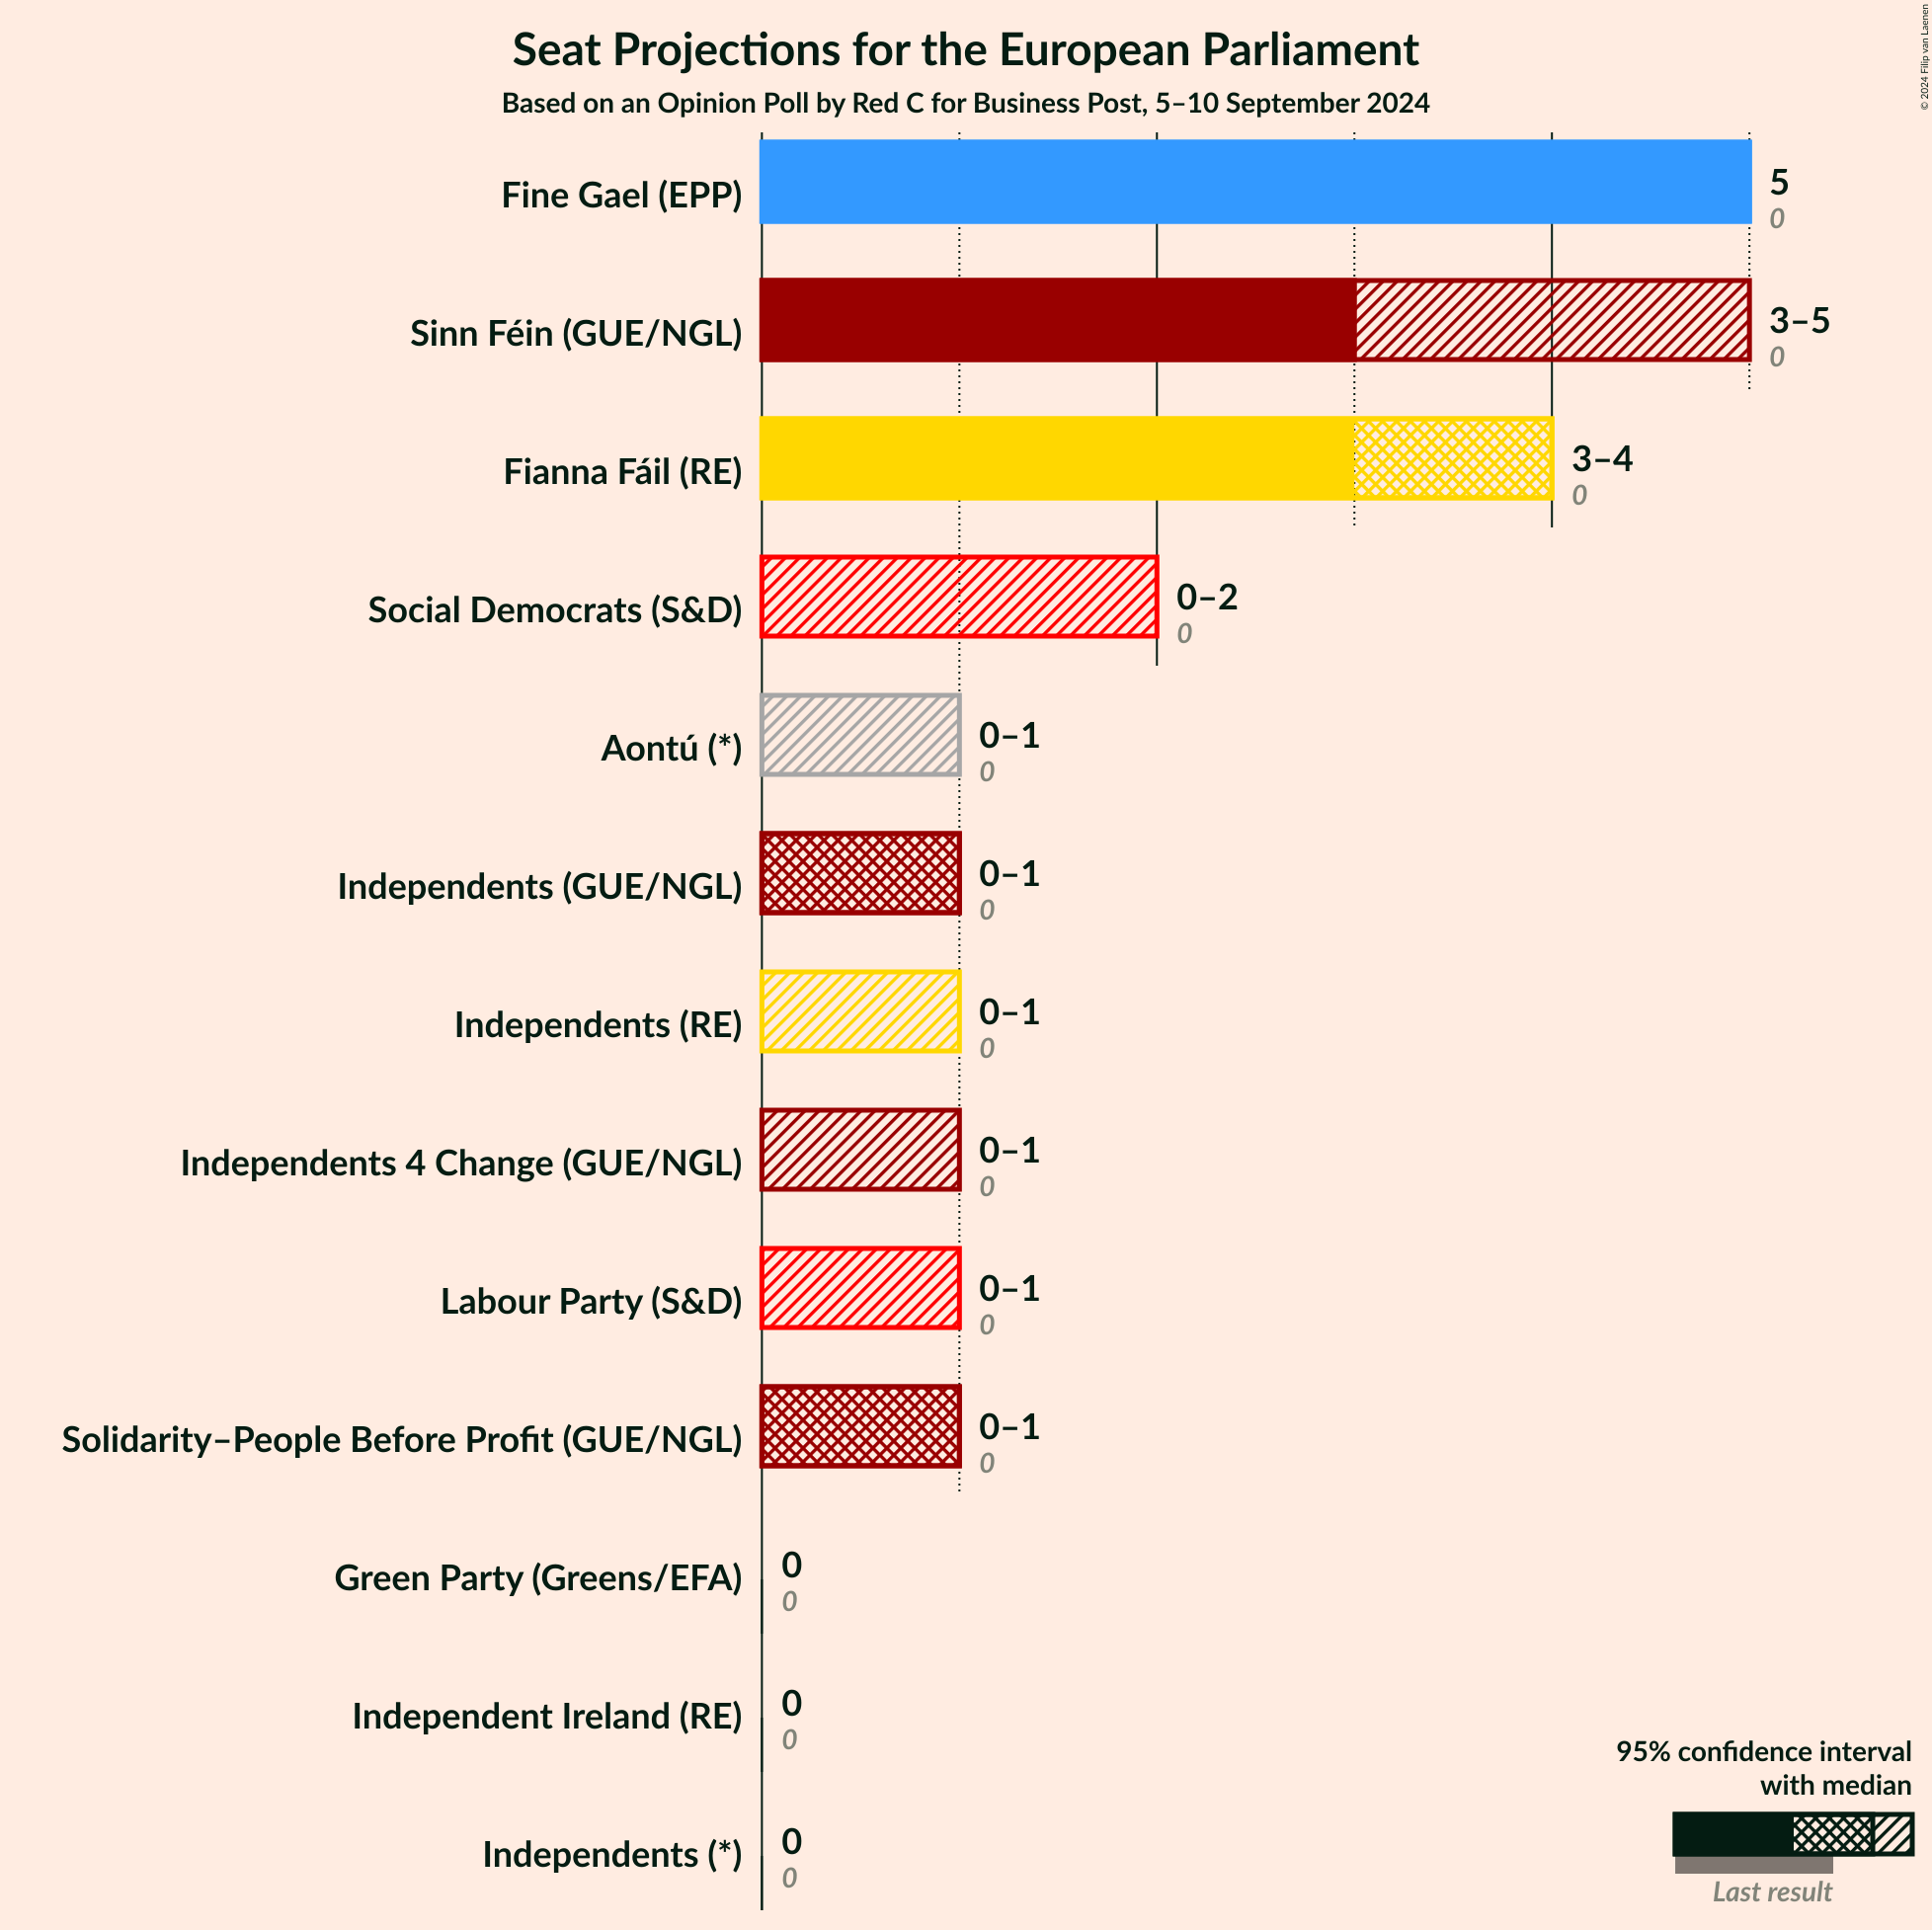 Seat Projections for the European Parliament
Based on an Opinion Poll by Red C for Business Post, 5–10 September 2024
© 2024 Filip van Laenen
Fine Gael (EPP)
5
0
Sinn Féin (GUE/NGL)
3–5
0
Fianna Fáil (RE)
3–4
0
Social Democrats (S&D)
0–2
0
Aontú (*)
0–1
0
Independents (GUE/NGL)
0–1
0
Independents (RE)
0–1
0
Independents 4 Change (GUE/NGL)
0–1
0
Labour Party (S&D)
0–1
0
Solidarity–People Before Profit (GUE/NGL)
0–1
0
Green Party (Greens/EFA)
0
0
Independent Ireland (RE)
0
0
Independents (*)
0
0
95% confidence interval
with median
Last result